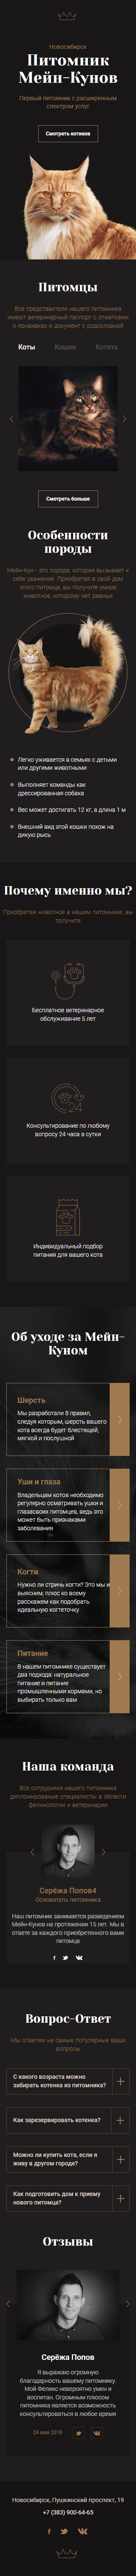 Новосибирск
Питомник
Мейн-Кунов
Первый питомник с расширенным
спектром услуг
Смотреть котиков
Питомцы
Все представители нашего питомника
имеют ветеринарный паспорт с отметками
о прививках и документ с родословной
Коты
Кошки
Котята
Смотреть больше
Особенности
породы
Мейн-Кун - это порода, которая вызывает к
себе уважение. Приобретая в свой дом
этого питомца, вы получите умное
животное, которому нет равных
Легко уживается в семьях с детьми
или другими животными
Выполняет команды как
дрессированная собака
Вес может достигать 12 кг, а длина 1 м
Внешний вид этой кошки похож на
дикую рысь
Почему именно мы?
Приобретая животное в нашем питомнике, вы
получите
Бесплатное ветеринарное
обслуживание 5 лет
24
Консультирование по любому
вопросу 24 часа в сутки
Индивидуальный подбор
питания для вашего кота
Об уходе за Мейн-
Куном
Шерсть
Мы разработали 8 правил,
следуя которым, шерсть вашего
кота всегда будет блестящей,
мягкой и послушной
Уши и глаза
Владельцам котов необходимо
регулярно осматривать ушки и
глаза своих питомцев, ведь это
может быть признаками
заболевания
Когти
Нужно ли стричь когти? Это мы и
выясним, плюс ко всему
расскажем как подобрать
идеальную когтеточку
Питание
В нашем питомнике существует
два подхода: натуральное
питание и питание
промышленными кормами, но
выбирать только вам
Наша команда
Все сотрудники нашего питомника
дипломированные специалисты в области
фелинологии и ветеринарии
Серёжа Попов4
Основатель питомника
Наш питомник занимается разведением
Мейн-Кунов на протяжении 15 лет. Мы в
ответе за каждого приобретенного вами
питомца
Вопрос-Ответ
Мы ответим на самые популярные ваши
вопросы
С какого возраста можно
забирать котенка из питомника?
Как зарезервировать котенка?
Можно ли купить кота, если я
живу в другом городе?
Как подготовить дом к приему
нового питомца?
Отзывы
Серёжа Попов
Я выражаю огромную
благодарность вашему питомнику.
Мой Феликс невероятно умен и
воспитан. Огромным плюсом
питомника является возможность
консультироваться в любое время
24 мая 2018
Новосибирск, Пушкинский проспект, 19
+7 (383) 900-64-65